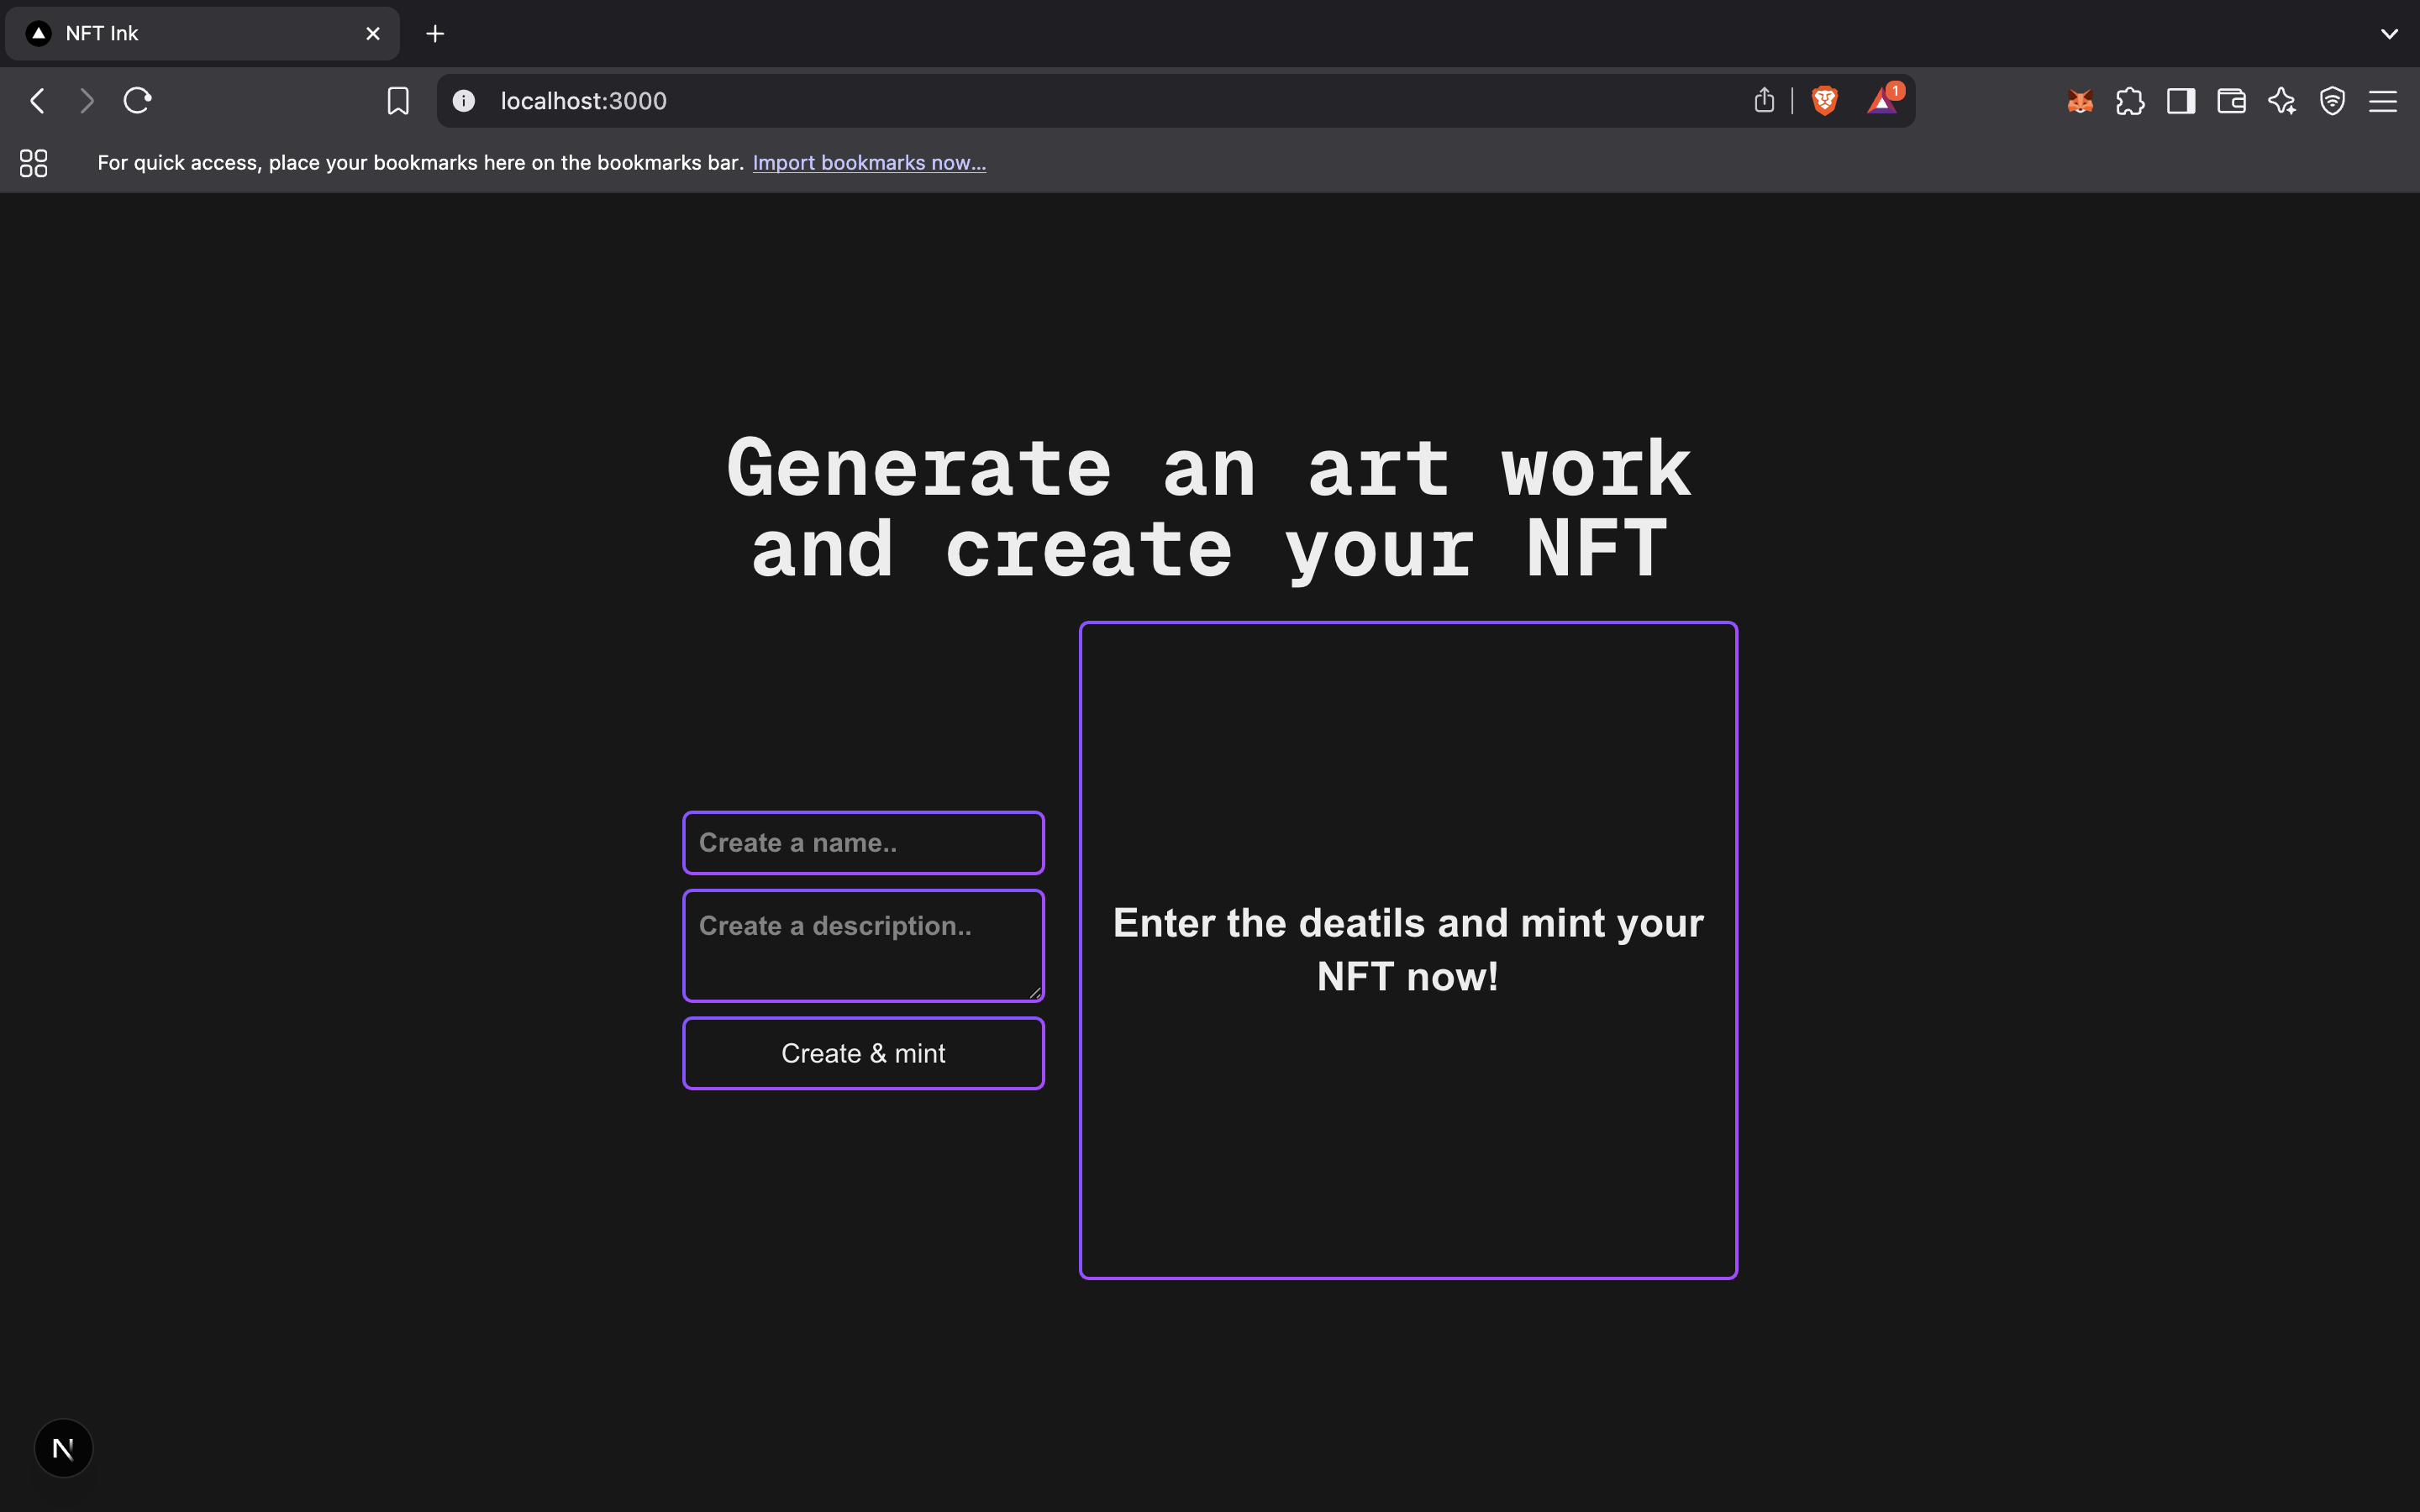 NFT Ink
localhost:3000
1
For quick access, place your bookmarks here on the bookmarks bar. Import bookmarks now...
Generate an art work
and create your NFT
Create a name..
Create a description..
Create & mint
Enter the deatils and mint your
NFT now!
N